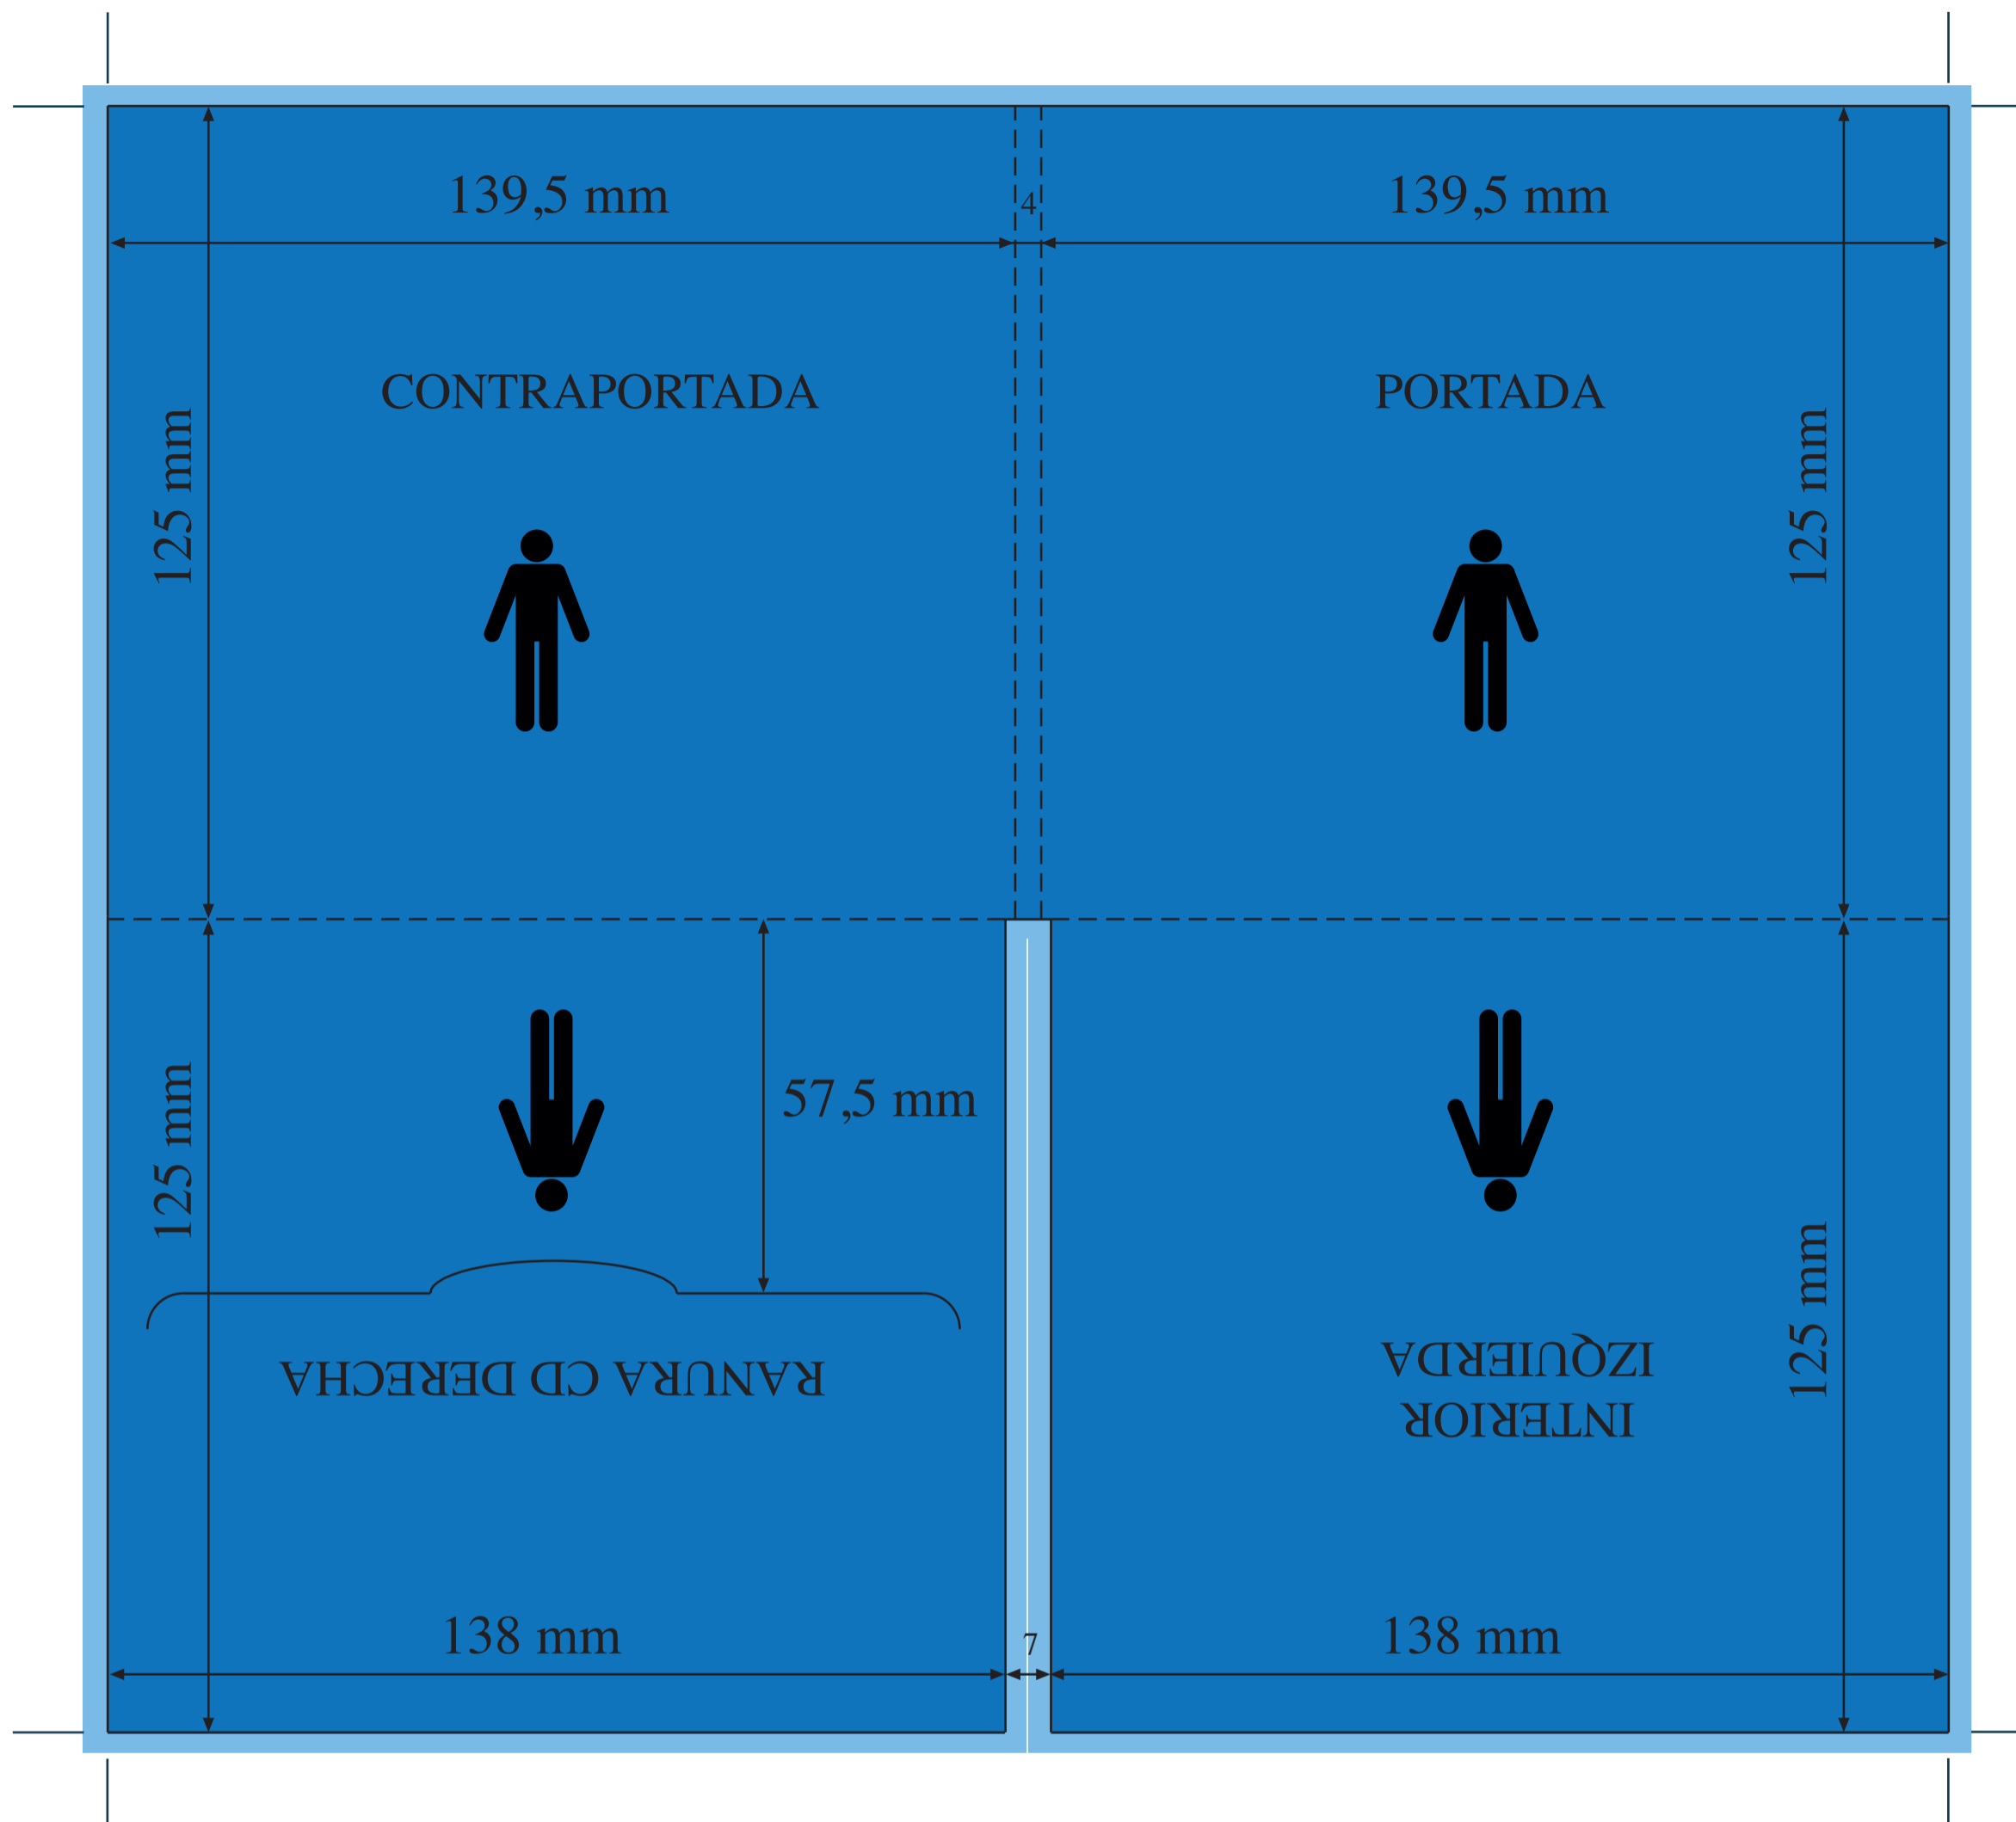 139,5 mm
4
139,5 mm
CONTRAPORTADA
PORTADA
125 mm
125 mm
57,5 mm
125 mm
125 mm
RANURA CD DERECHA
INTERIOR
IZQUIERDA
138 mm
7
138 mm